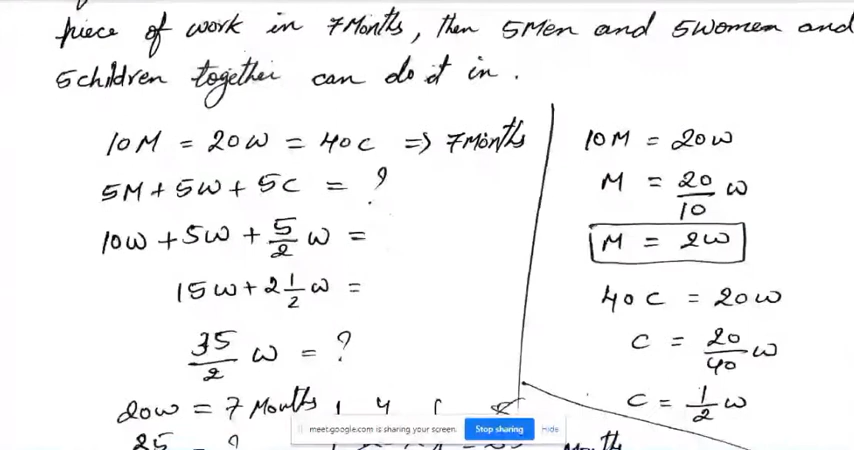 piece of work in 7Months, then 5Men and 5women and
5children together can do it in.
10M = 20w = 40c => 7Months
5M + 5w + 5c = ?
10w + 5w + 5/2 w =
15w + 2 1/2 w =
35/2 w = ?
20w = 7 Months
35 = ?
10M = 20w
M = 20/10 w
M = 2w
40c = 20w
c = 20/40 w
c = 1/2 w
meet.google.com is sharing your screen.
Stop sharing
Hide